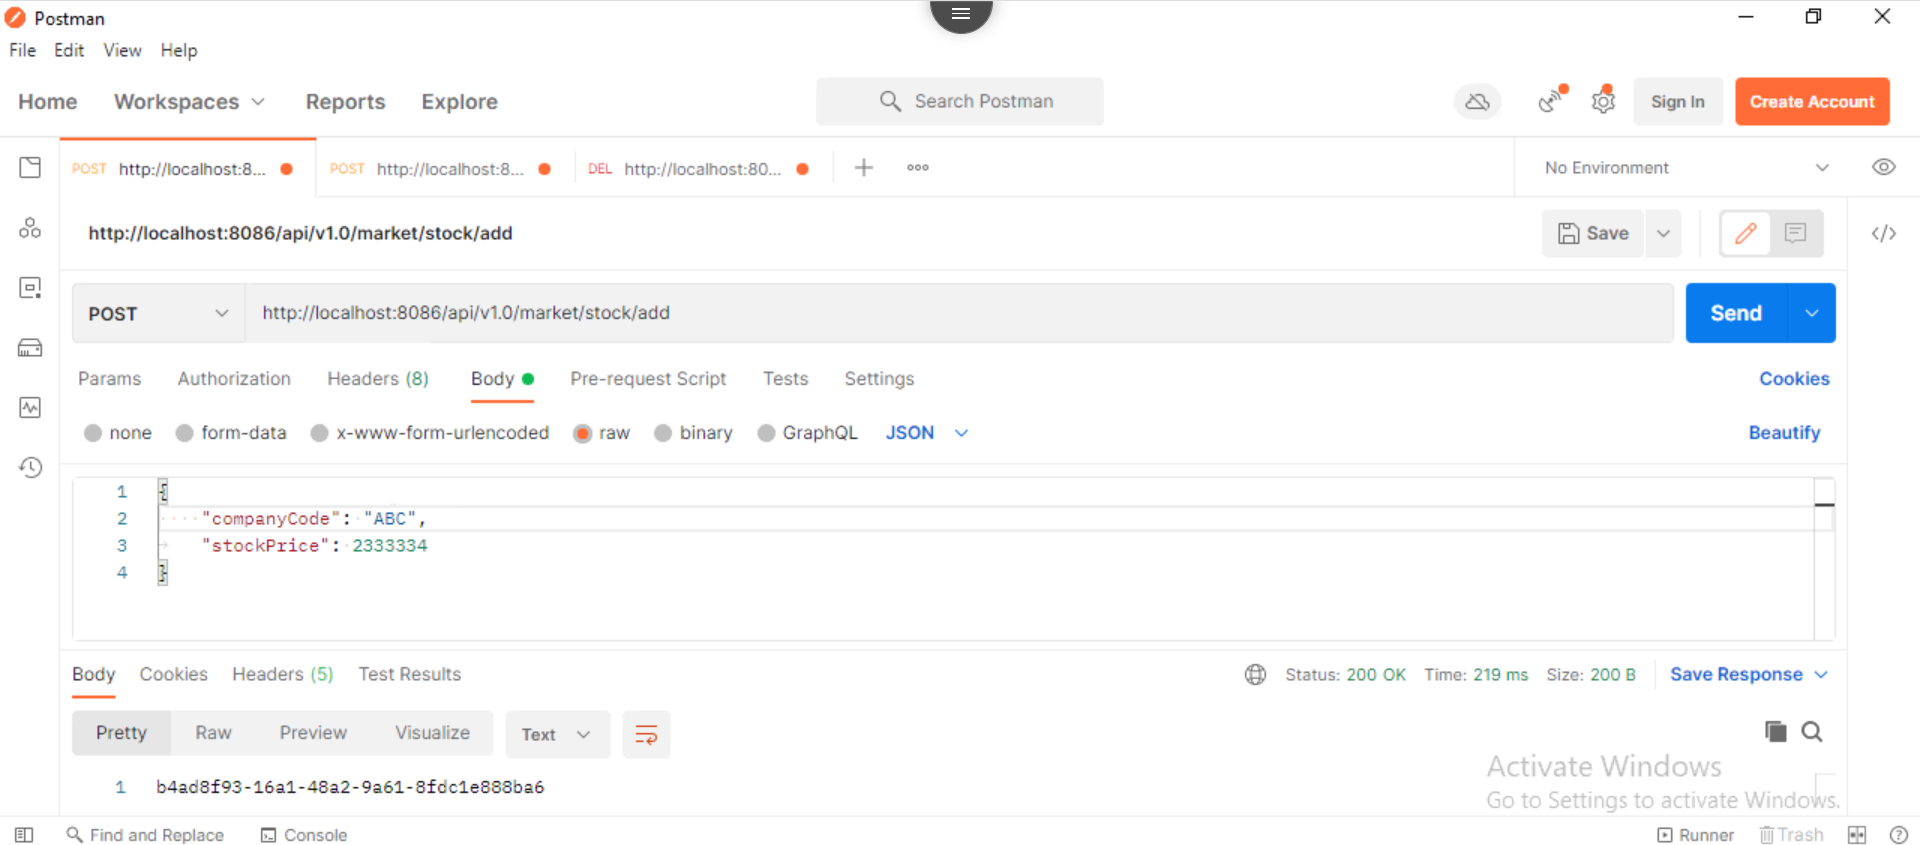 Postman
File Edit View Help
Home Workspaces Reports Explore Search Postman Sign In Create Account
POST http://localhost:8... POST http://localhost:8... DEL http://localhost:80... No Environment
http://localhost:8086/api/v1.0/market/stock/add Save
POST http://localhost:8086/api/v1.0/market/stock/add Send
Params Authorization Headers (8) Body Pre-request Script Tests Settings Cookies
none form-data x-www-form-urlencoded raw binary GraphQL JSON Beautify
1 {
2 "companyCode": "ABC",
3 "stockPrice": 2333334
4 }
Body Cookies Headers (5) Test Results Status: 200 OK Time: 219 ms Size: 200 B Save Response
Pretty Raw Preview Visualize Text
1 b4ad8f93-16a1-48a2-9a61-8fdc1e888ba6
Activate Windows
Go to Settings to activate Windows.
Find and Replace Console Runner Trash